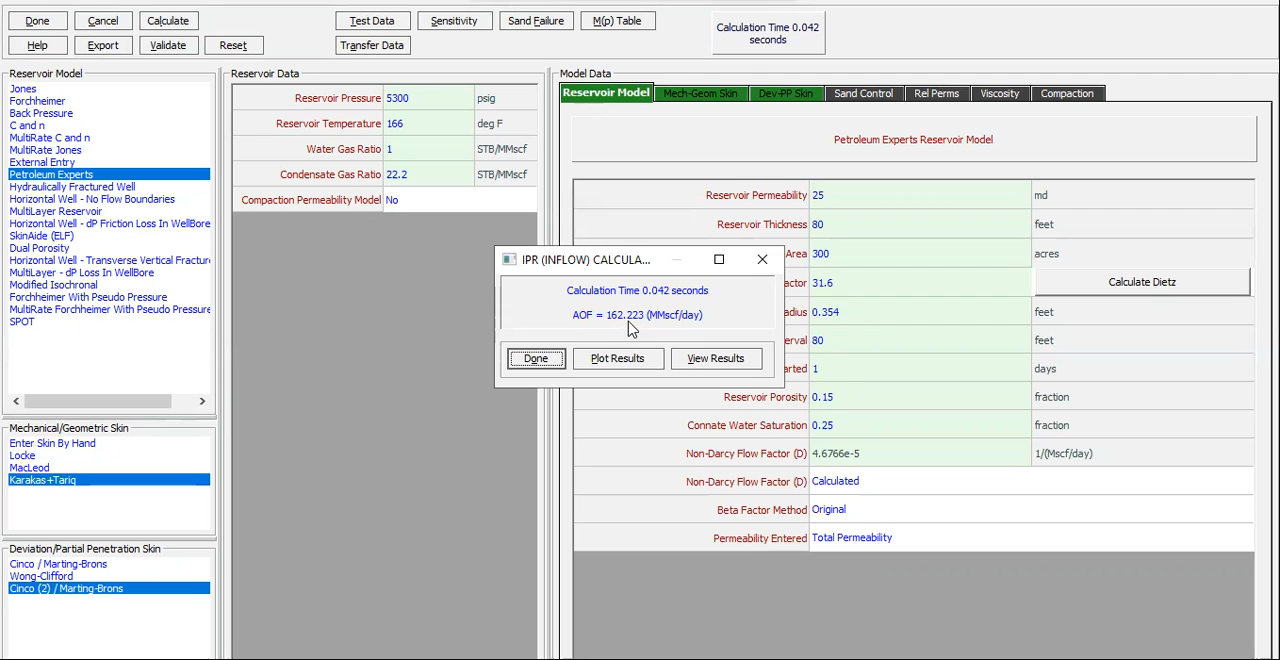 Done
Cancel
Calculate
Test Data
Sensitivity
Sand Failure
M(p) Table
Calculation Time 0.042
seconds
Help
Export
Validate
Reset
Transfer Data
Reservoir Model
Jones
Forchheimer
Back Pressure
C and n
MultiRate C and n
MultiRate Jones
External Entry
Petroleum Experts
Hydraulically Fractured Well
Horizontal Well - No Flow Boundaries
MultiLayer Reservoir
Horizontal Well - dP Friction Loss In WellBore
SkinAide (ELF)
Dual Porosity
Horizontal Well - Transverse Vertical Fracture
MultiLayer - dP Loss In WellBore
Modified Isochronal
Forchheimer With Pseudo Pressure
MultiRate Forchheimer With Pseudo Pressure
SPOT
Mechanical/Geometric Skin
Enter Skin By Hand
Locke
MacLeod
Karakas+Tariq
Deviation/Partial Penetration Skin
Cinco / Marting-Brons
Wong-Clifford
Cinco (2) / Marting-Brons
Reservoir Data
Reservoir Pressure 5300 psig
Reservoir Temperature 166 deg F
Water Gas Ratio 1 STB/MMscf
Condensate Gas Ratio 22.2 STB/MMscf
Compaction Permeability Model No
Model Data
Reservoir Model Mech-Geom Skin Dev-PP Skin Sand Control Rel Perms Viscosity Compaction
Petroleum Experts Reservoir Model
Reservoir Permeability 25 md
Reservoir Thickness 80 feet
Area 300 acres
actor 31.6 Calculate Dietz
adius 0.354 feet
erval 80 feet
arted 1 days
Reservoir Porosity 0.15 fraction
Connate Water Saturation 0.25 fraction
Non-Darcy Flow Factor (D) 4.6766e-5 1/(Mscf/day)
Non-Darcy Flow Factor (D) Calculated
Beta Factor Method Original
Permeability Entered Total Permeability
IPR (INFLOW) CALCULA...
Calculation Time 0.042 seconds
AOF = 162.223 (MMscf/day)
Done
Plot Results
View Results